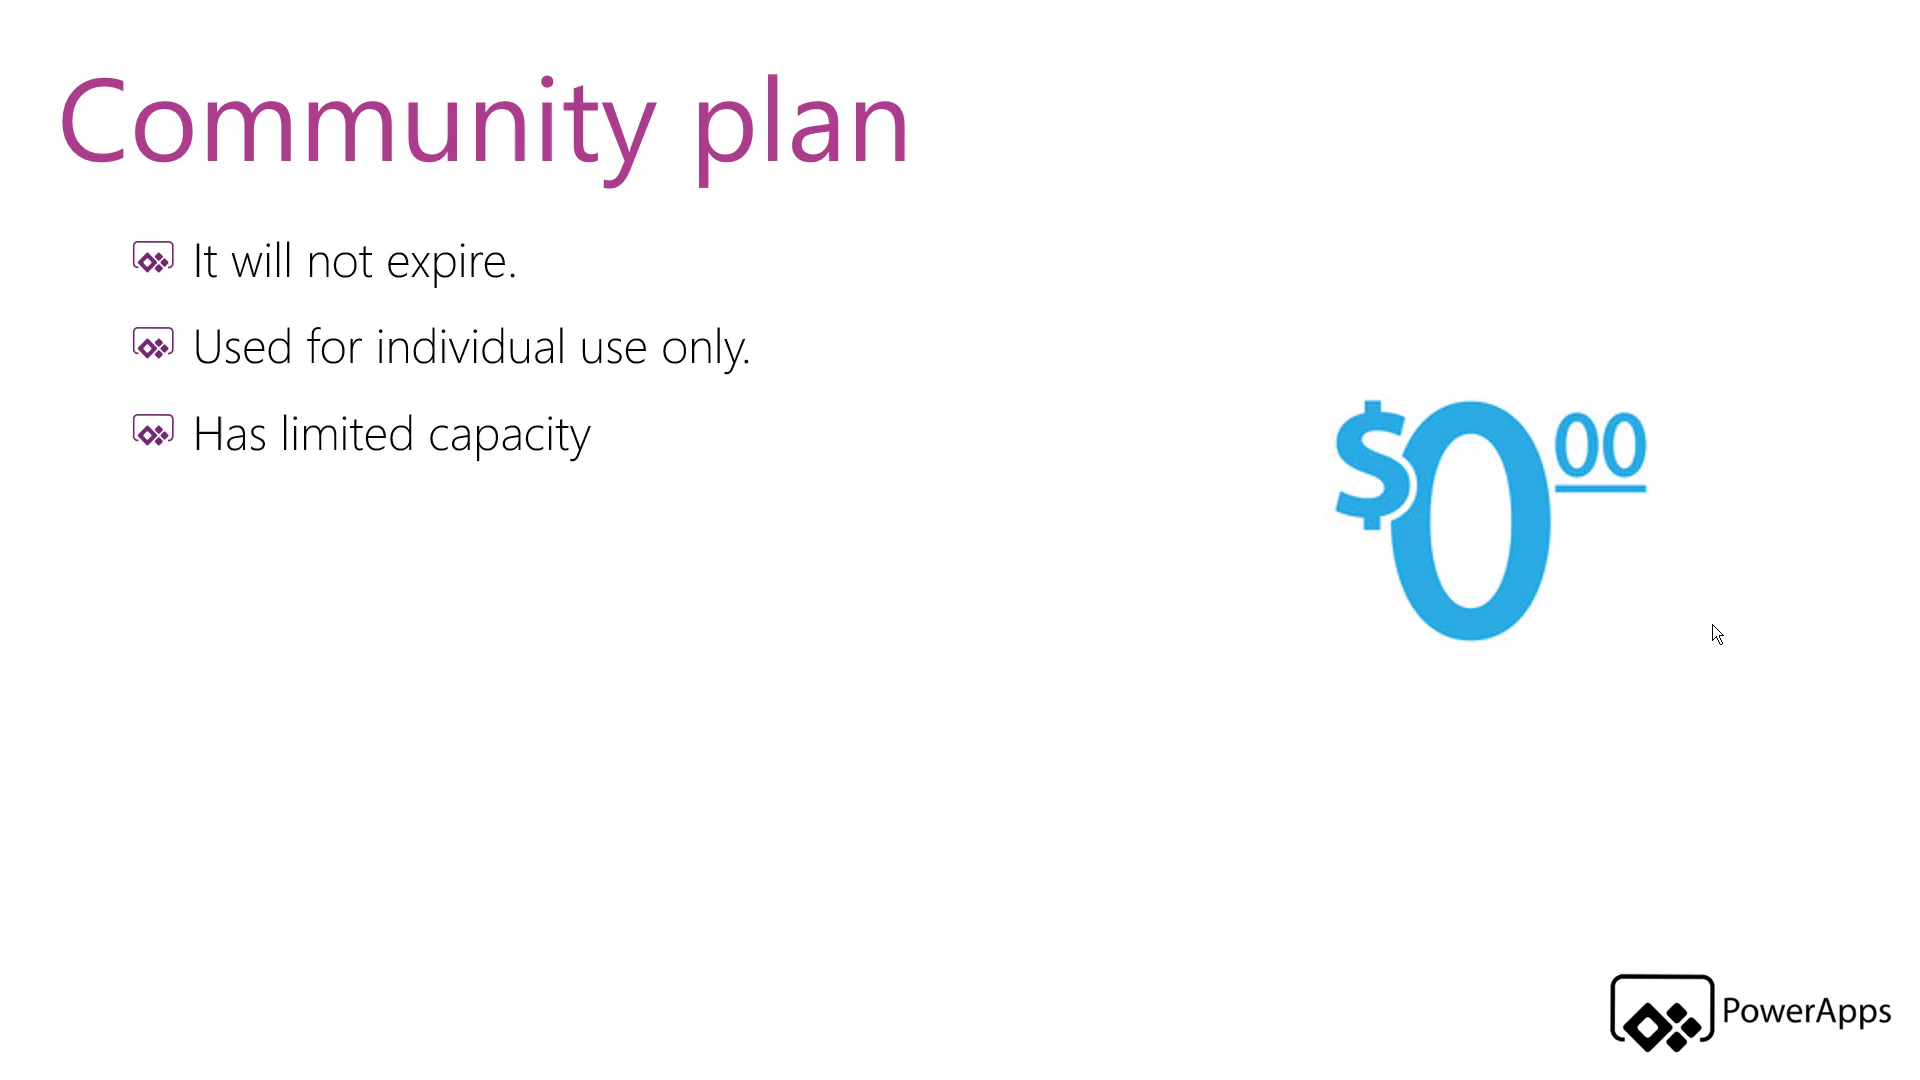 Community plan
It will not expire.
Used for individual use only.
Has limited capacity
$0 00
PowerApps